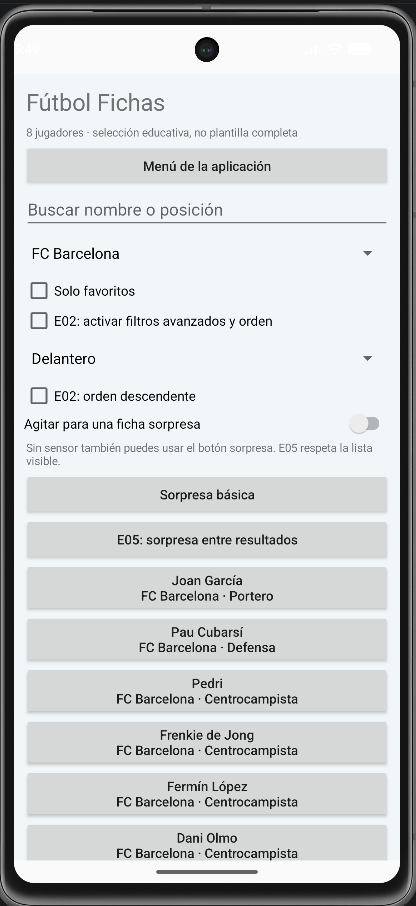 Fútbol Fichas
8 jugadores · selección educativa, no plantilla completa
Menú de la aplicación
Buscar nombre o posición
FC Barcelona
Solo favoritos
E02: activar filtros avanzados y orden
Delantero
E02: orden descendente
Agitar para una ficha sorpresa
Sin sensor también puedes usar el botón sorpresa. E05 respeta la lista
visible.
Sorpresa básica
E05: sorpresa entre resultados
Joan García
FC Barcelona · Portero
Pau Cubarsí
FC Barcelona · Defensa
Pedri
FC Barcelona · Centrocampista
Frenkie de Jong
FC Barcelona · Centrocampista
Fermín López
FC Barcelona · Centrocampista
Dani Olmo
FC Barcelona · Centrocampista